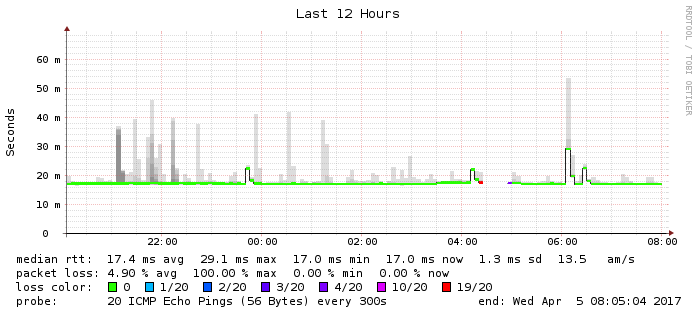 Last 12 Hours
RRDTOOL / TOBI OETIKER
Seconds
60 m
50 m
40 m
30 m
20 m
10 m
0
22:00 00:00 02:00 04:00 06:00 08:00
median rtt: 17.4 ms avg 29.1 ms max 17.0 ms min 17.0 ms now 1.3 ms sd 13.5 am/s
packet loss: 4.90 % avg 100.00 % max 0.00 % min 0.00 % now
loss color: 0 1/20 2/20 3/20 4/20 10/20 19/20
probe: 20 ICMP Echo Pings (56 Bytes) every 300s end: Wed Apr 5 08:05:04 2017